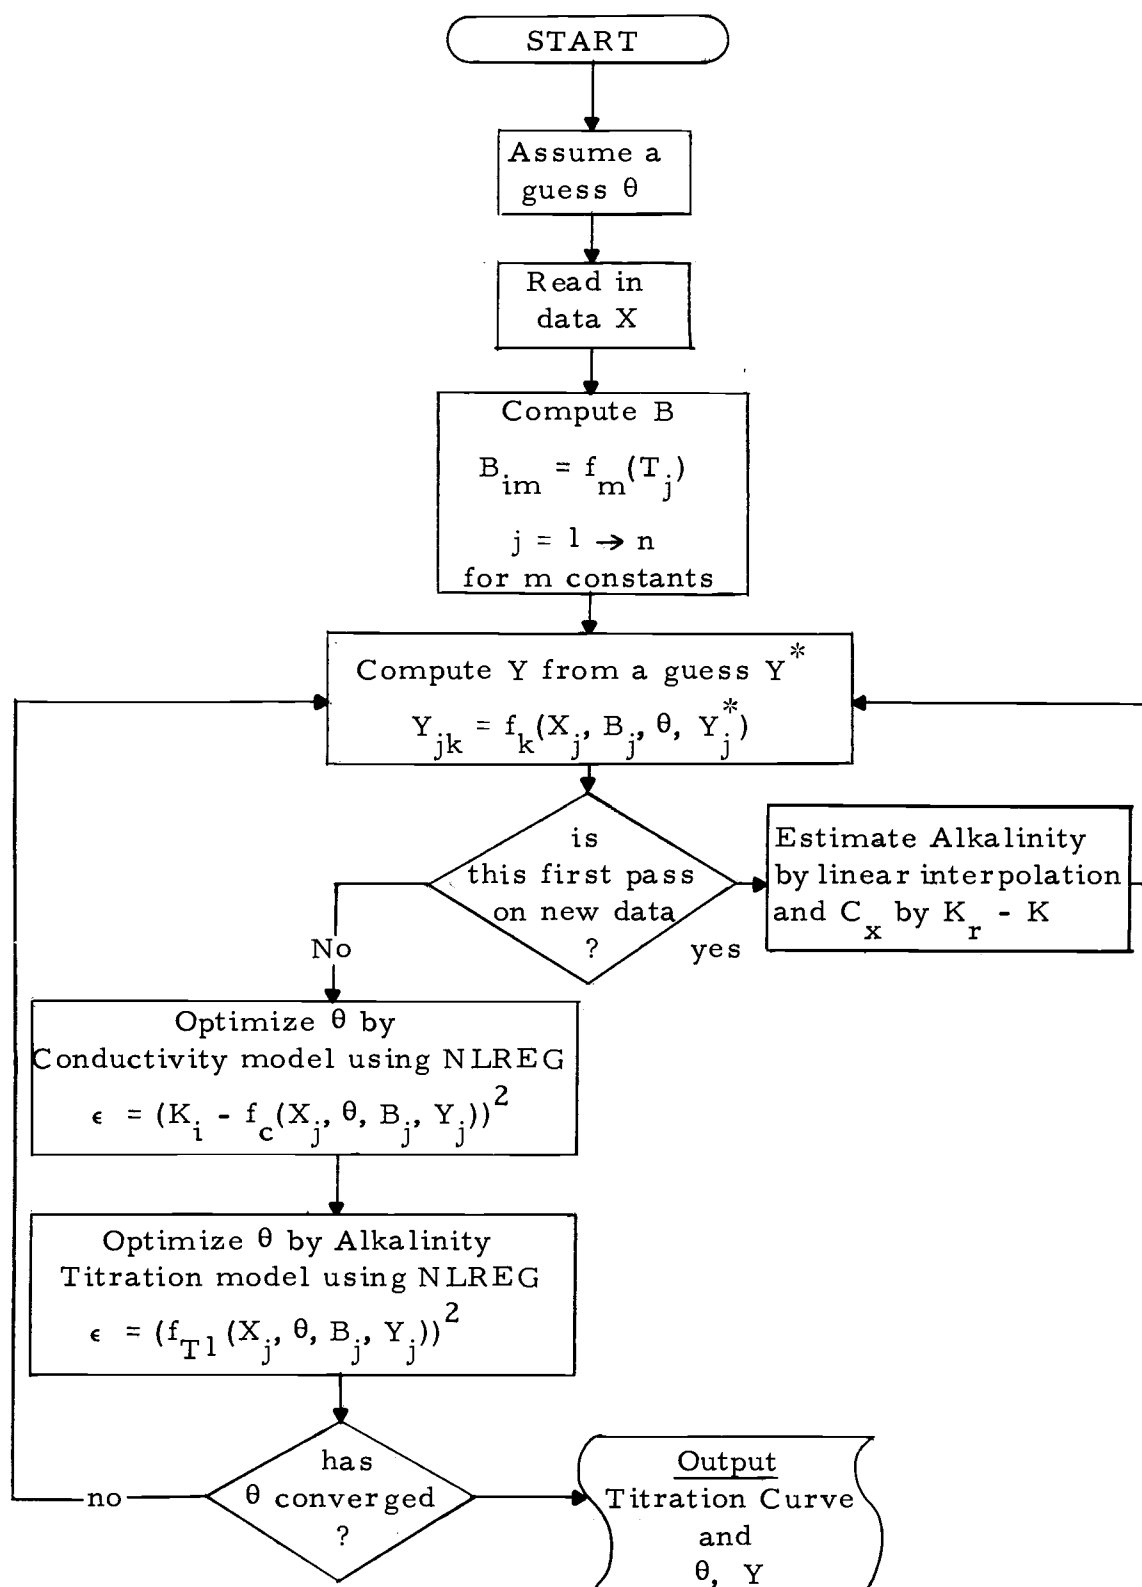 START
Assume a
guess θ
Read in
data X
Compute B
B_im = f_m(T_j)
j = 1 → n
for m constants
Compute Y from a guess Y*
Y_jk = f_k(X_j, B_j, θ, Y_j^*)
is
this first pass
on new data
?
No
yes
Estimate Alkalinity
by linear interpolation
and C_x by K_r - K
Optimize θ by
Conductivity model using NLREG
ϵ = (K_i - f_c(X_j, θ, B_j, Y_j))^2
Optimize θ by Alkalinity
Titration model using NLREG
ϵ = (f_T1(X_j, θ, B_j, Y_j))^2
has
θ converged
?
no
Output
Titration Curve
and
θ, Y